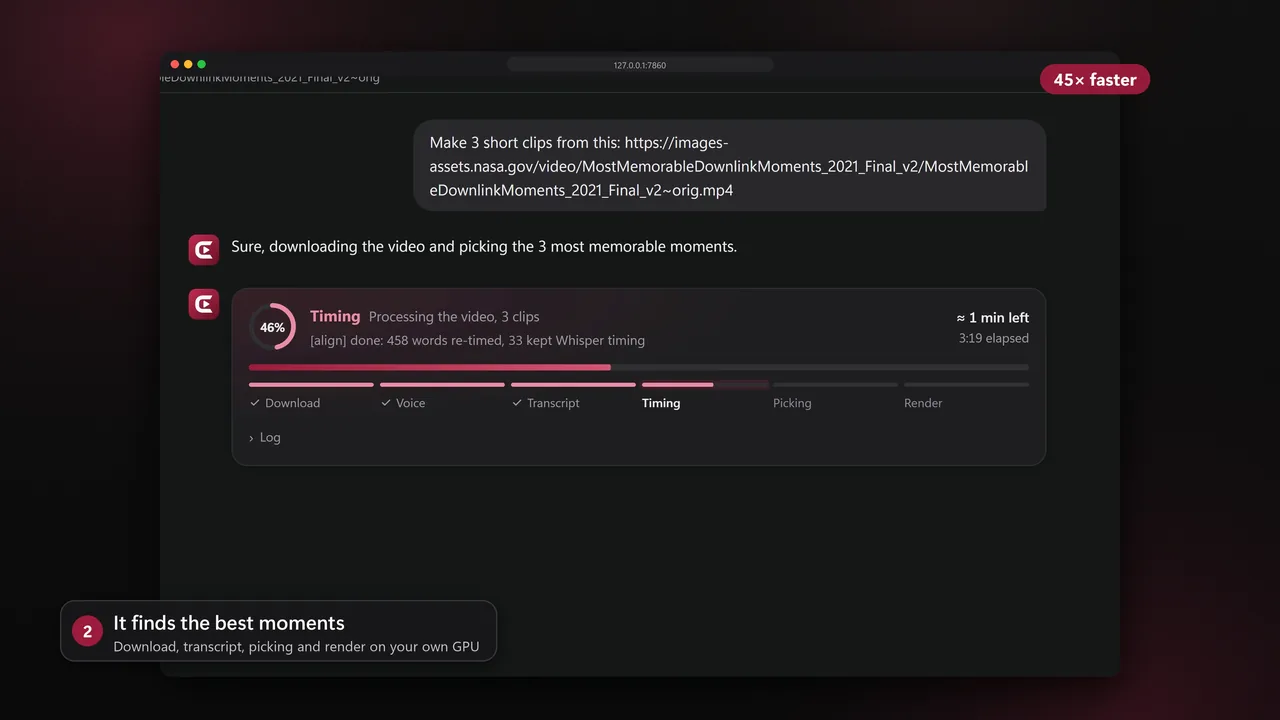 127.0.0.1:7860
leDownlinkMoments_2021_Final_v2~orig
45× faster
Make 3 short clips from this: https://images-
assets.nasa.gov/video/MostMemorableDownlinkMoments_2021_Final_v2/MostMemorabl
eDownlinkMoments_2021_Final_v2~orig.mp4
Sure, downloading the video and picking the 3 most memorable moments.
46%
Timing Processing the video, 3 clips
≈ 1 min left
[align] done: 458 words re-timed, 33 kept Whisper timing
3:19 elapsed
✓ Download ✓ Voice ✓ Transcript Timing Picking Render
› Log
2
It finds the best moments
Download, transcript, picking and render on your own GPU